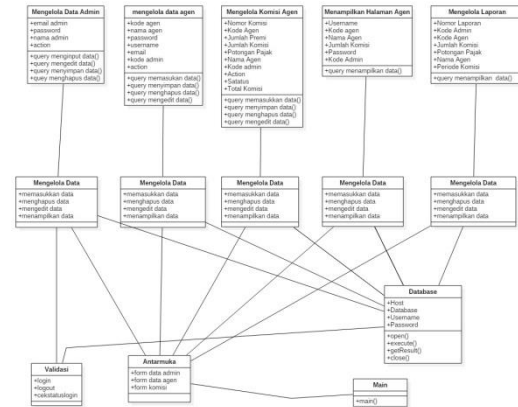 Mengelola Data Admin
+email admin
+password
+nama admin
+action
+query menginput data()
+query mengedit data()
+query menyimpan data()
+query menghapus data()
mengelola data agen
+kode agen
+nama agen
+password
+username
+email
+kode admin
+action
+query memasukan data()
+query menyimpan data()
+query menghapus data()
+query mengedit data()
Mengelola Komisi Agen
+Nomor Komisi
+Kode Agen
+Jumlah Premi
+Jumlah Komisi
+Potongan Pajak
+Nama Agen
+Kode admin
+Action
+Satatus
+Total Komisi
+query memasukkan data()
+query menyimpan data()
+query menghapus data()
+query mengedit data()
Menampilkan Halaman Agen
+Username
+Kode agen
+Nama Agen
+Jumlah Komisi
+Password
+Kode Admin
+query menampilkan data()
Mengelola Laporan
+Nomor Laporan
+Kode Admin
+Kode Agen
+Jumlah Komisi
+Potongan Pajak
+Nama Agen
+Periode Komisi
+query menampilkan data()
Mengelola Data
+memasukkan data
+menghapus data
+mengedit data
+menampilkan data
Mengelola Data
+memasukkan data
+menghapus data
+mengedit data
+menampilkan data
Mengelola Data
+memasukkan data
+menghapus data
+mengedit data
+menampilkan data
Mengelola Data
+memasukkan data
+menghapus data
+mengedit data
+menampilkan data
Mengelola Data
+memasukkan data
+menghapus data
+mengedit data
+menampilkan data
Database
+Host
+Database
+Username
+Password
+open()
+execute()
+getResult()
+close()
Validasi
+login
+logout
+cekstatuslogin
Antarmuka
+form data admin
+form data agen
+form komisi
Main
+main()